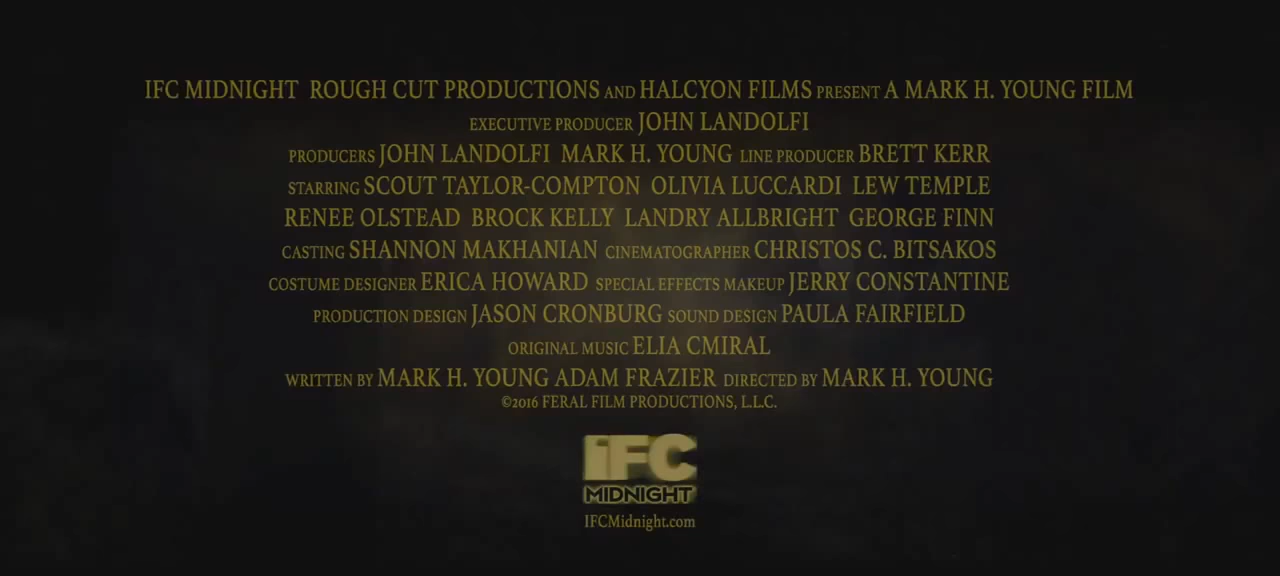 IFC MIDNIGHT ROUGH CUT PRODUCTIONS AND HALCYON FILMS PRESENT A MARK H. YOUNG FILM
EXECUTIVE PRODUCER JOHN LANDOLFI
PRODUCERS JOHN LANDOLFI MARK H. YOUNG LINE PRODUCER BRETT KERR
STARRING SCOUT TAYLOR-COMPTON OLIVIA LUCCARDI LEW TEMPLE
RENEE OLSTEAD BROCK KELLY LANDRY ALLBRIGHT GEORGE FINN
CASTING SHANNON MAKHANIAN CINEMATOGRAPHER CHRISTOS C. BITSAKOS
COSTUME DESIGNER ERICA HOWARD SPECIAL EFFECTS MAKEUP JERRY CONSTANTINE
PRODUCTION DESIGN JASON CRONBURG SOUND DESIGN PAULA FAIRFIELD
ORIGINAL MUSIC ELIA CMIRAL
WRITTEN BY MARK H. YOUNG ADAM FRAZIER DIRECTED BY MARK H. YOUNG
©2016 FERAL FILM PRODUCTIONS, L.L.C.
iFC
MIDNIGHT
IFCMidnight.com